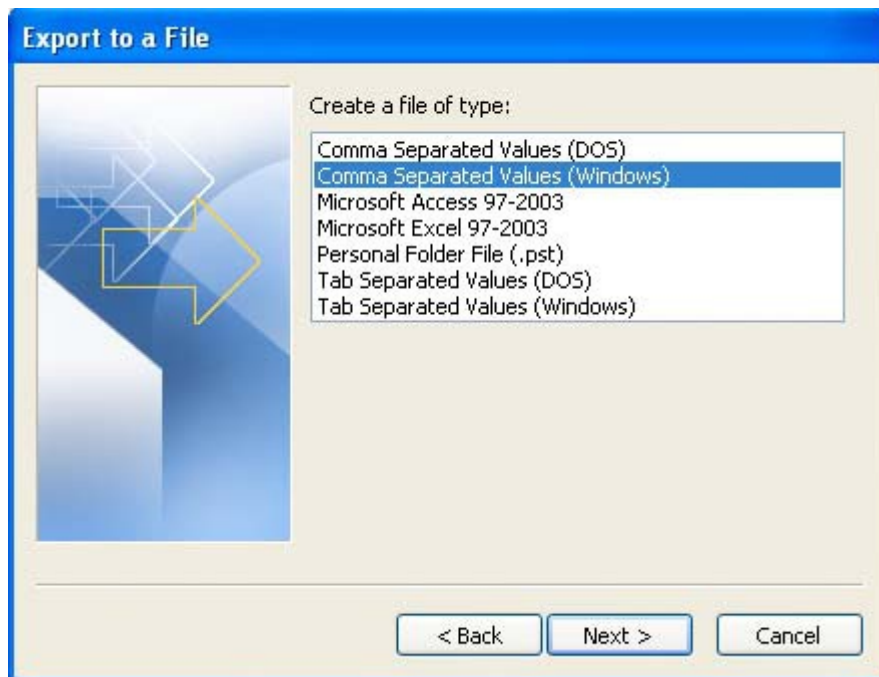 Export to a File
Create a file of type:
Comma Separated Values (DOS)
Comma Separated Values (Windows)
Microsoft Access 97-2003
Microsoft Excel 97-2003
Personal Folder File (.pst)
Tab Separated Values (DOS)
Tab Separated Values (Windows)
< Back Next > Cancel